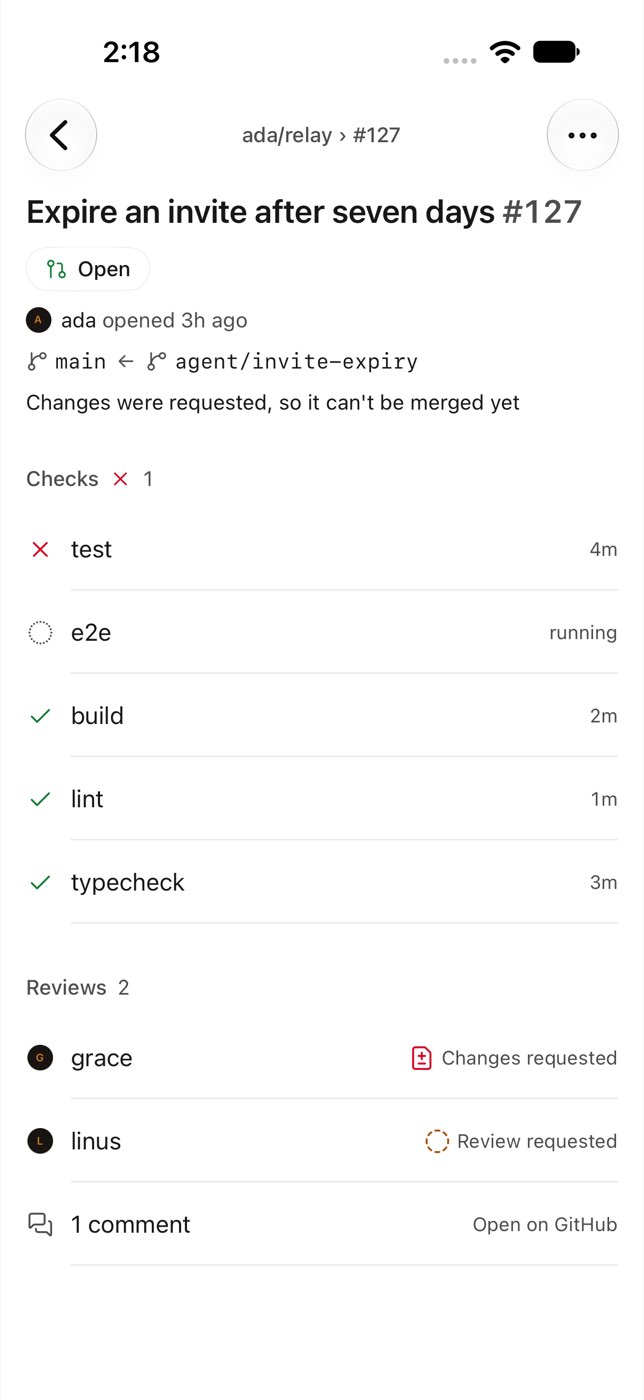 2:18
ada/relay › #127
Expire an invite after seven days #127
Open
A ada opened 3h ago
main ← agent/invite-expiry
Changes were requested, so it can't be merged yet
Checks 1
test 4m
e2e running
build 2m
lint 1m
typecheck 3m
Reviews 2
G grace Changes requested
L linus Review requested
1 comment Open on GitHub